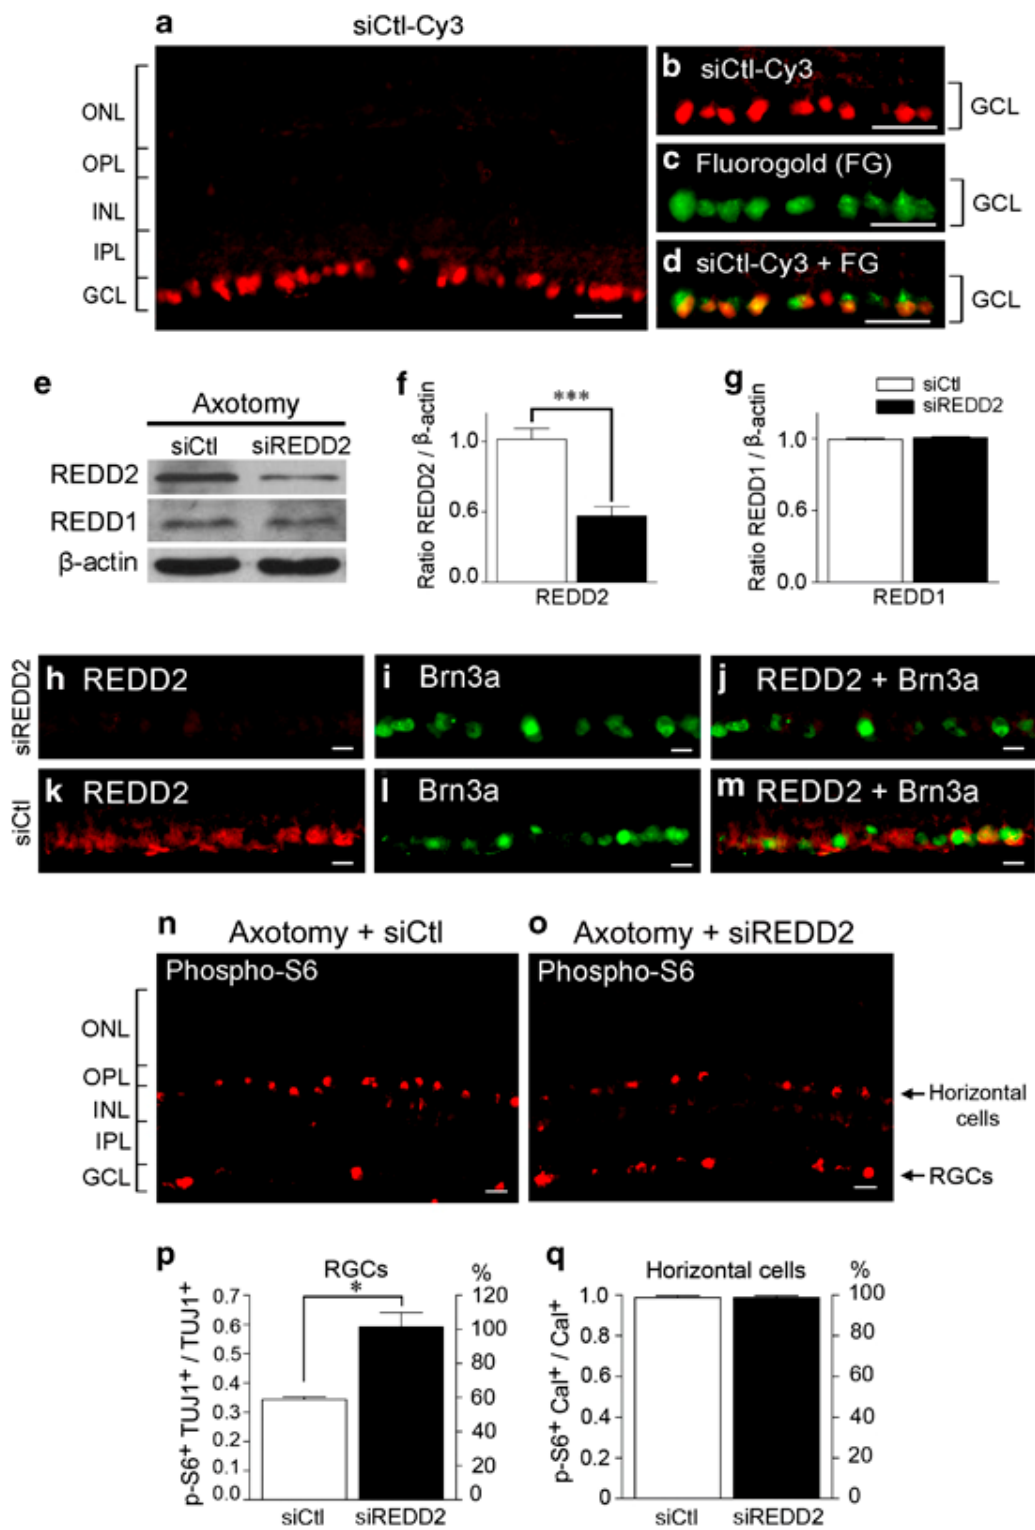 a siCtl-Cy3
ONL
OPL
INL
IPL
GCL
b siCtl-Cy3
GCL
c Fluorogold (FG)
GCL
d siCtl-Cy3 + FG
GCL
e
Axotomy
siCtl siREDD2
REDD2
REDD1
β-actin
f
***
Ratio REDD2 / β-actin
1.0
0.6
0.0
REDD2
g
siCtl
siREDD2
Ratio REDD1 / β-actin
1.0
0.6
0.0
REDD1
siREDD2
h REDD2
i Brn3a
j REDD2 + Brn3a
siCtl
k REDD2
l Brn3a
m REDD2 + Brn3a
n Axotomy + siCtl
Phospho-S6
o Axotomy + siREDD2
Phospho-S6
ONL
OPL
INL
IPL
GCL
Horizontal
cells
RGCs
p
RGCs
%
*
p-S6+ TUJ1+ / TUJ1+
0.7
0.6
0.5
0.4
0.3
0.2
0.1
0.0
120
100
80
60
40
20
0
siCtl siREDD2
q
Horizontal cells
%
p-S6+ Cal+ / Cal+
1.0
0.8
0.6
0.4
0.2
0
100
80
60
40
20
0
siCtl siREDD2